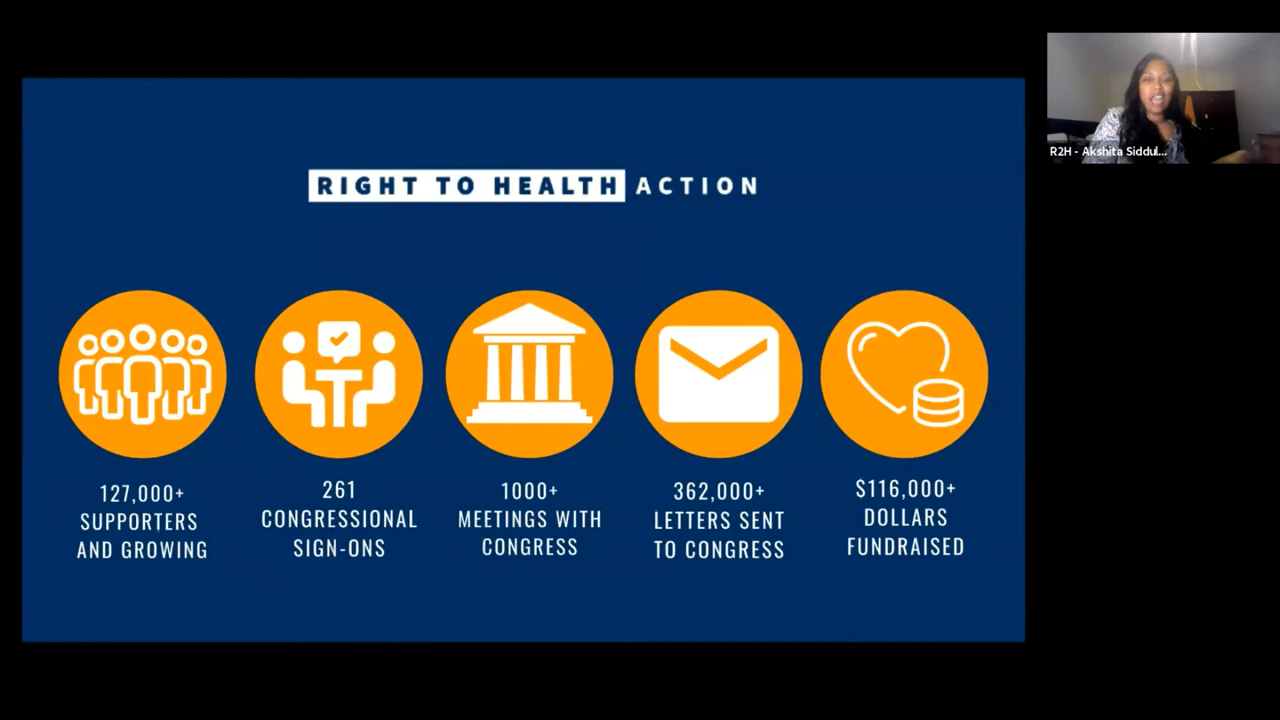 RIGHT TO HEALTH ACTION
127,000+
SUPPORTERS
AND GROWING
261
CONGRESSIONAL
SIGN-ONS
1000+
MEETINGS WITH
CONGRESS
362,000+
LETTERS SENT
TO CONGRESS
$116,000+
DOLLARS
FUNDRAISED
R2H - Akshita Siddul...